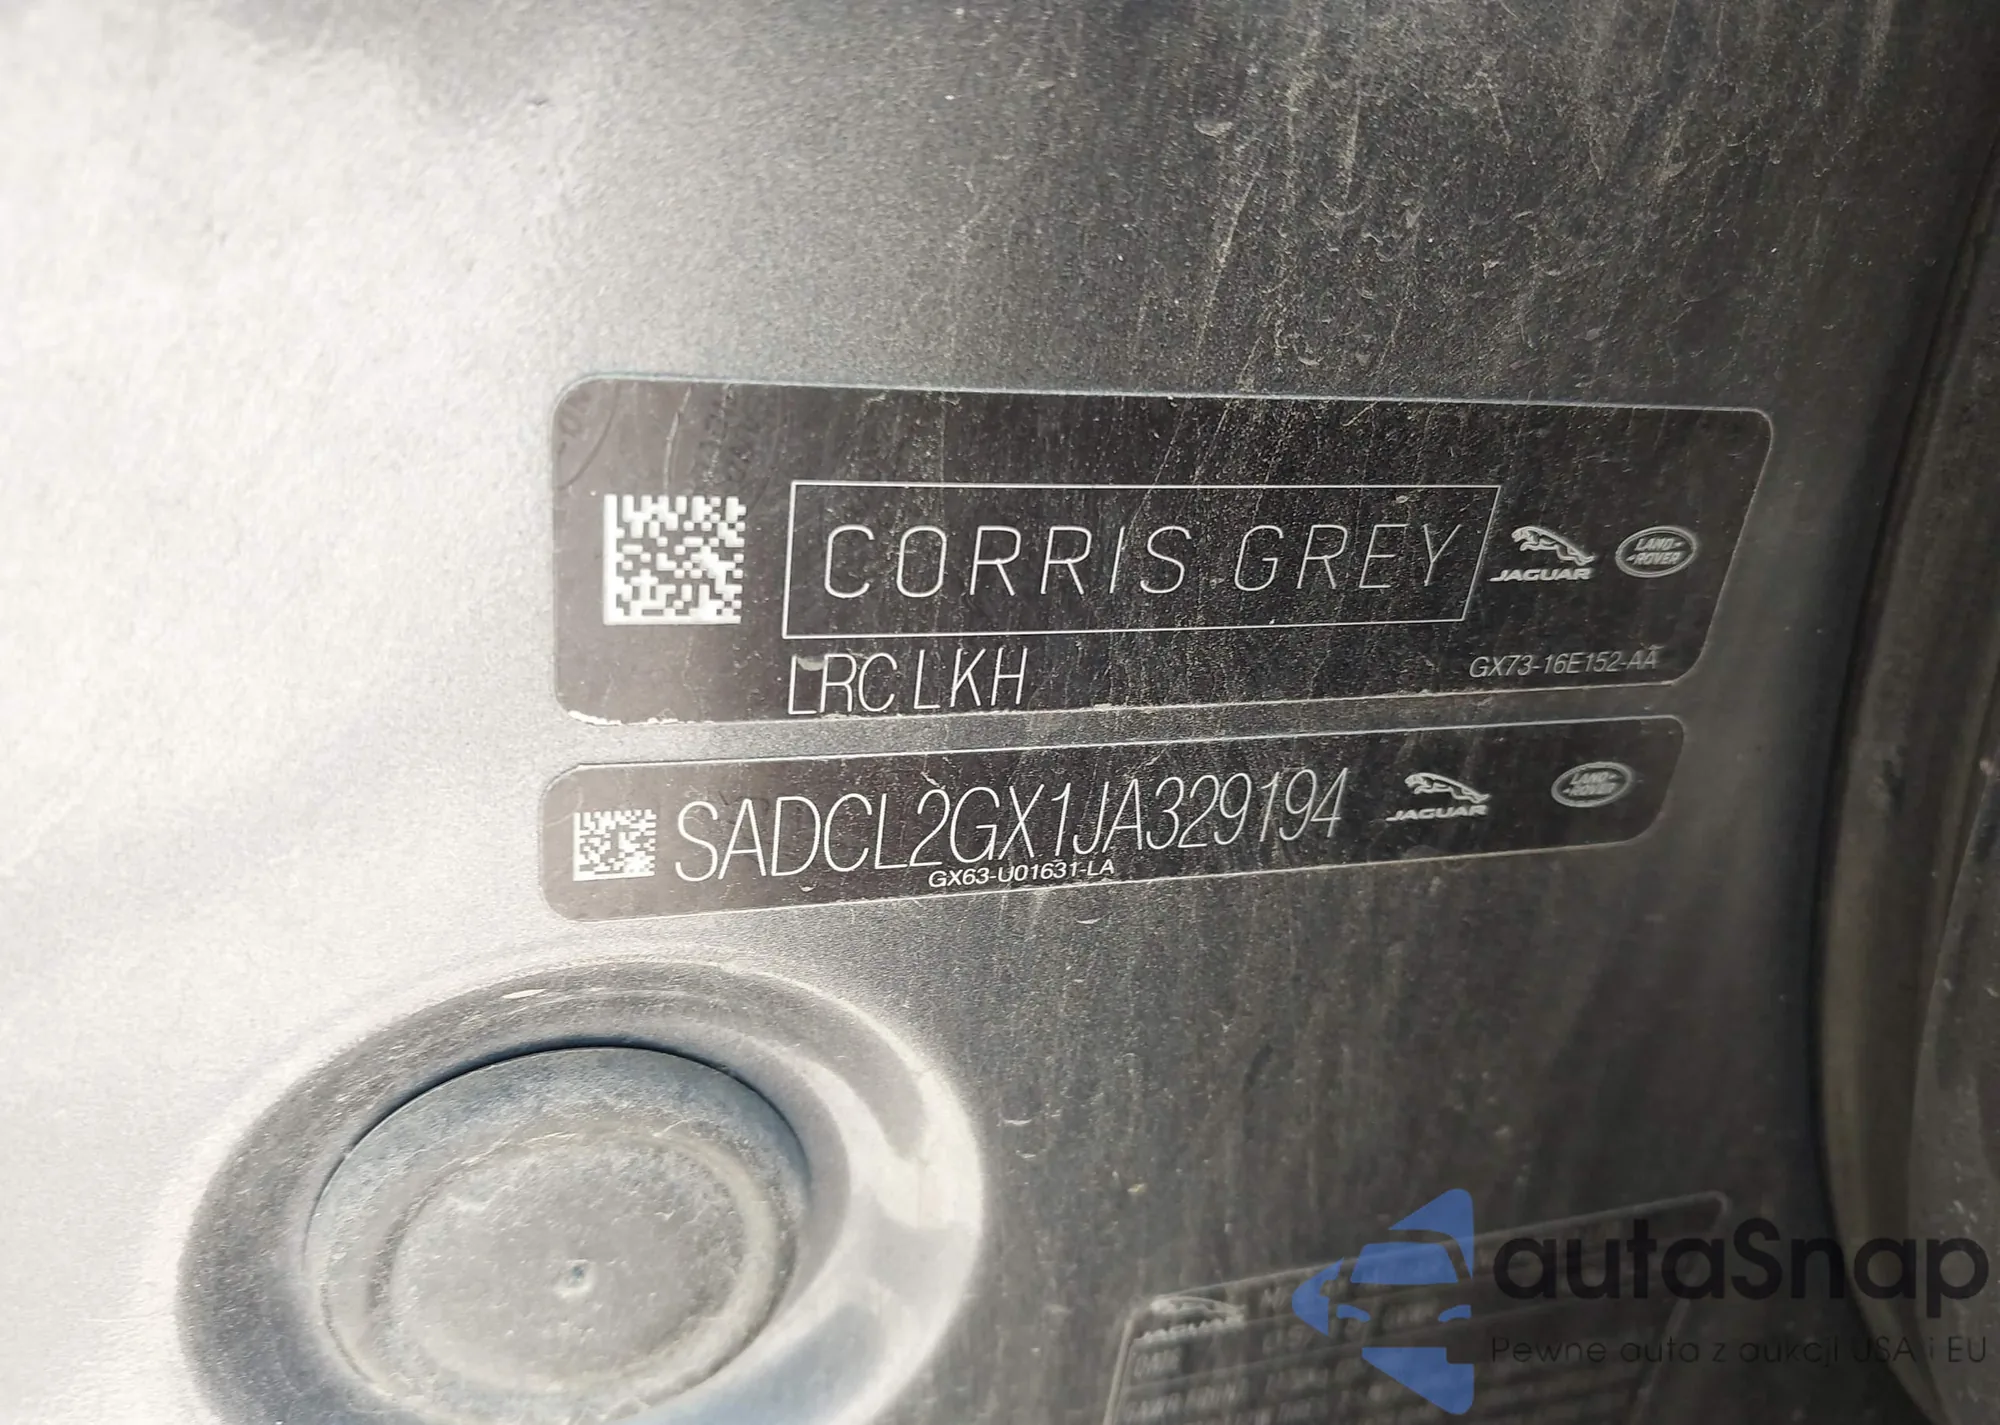 CORRIS GREY
JAGUAR
LAND-
-ROVER
LRC LKH
GX73-16E152-AA
SADCL2GX1JA329194
JAGUAR
LAND-
-ROVER
GX63-U01631-LA
JAGUAR
autaSnap
Pewne auta z aukcji USA i EU